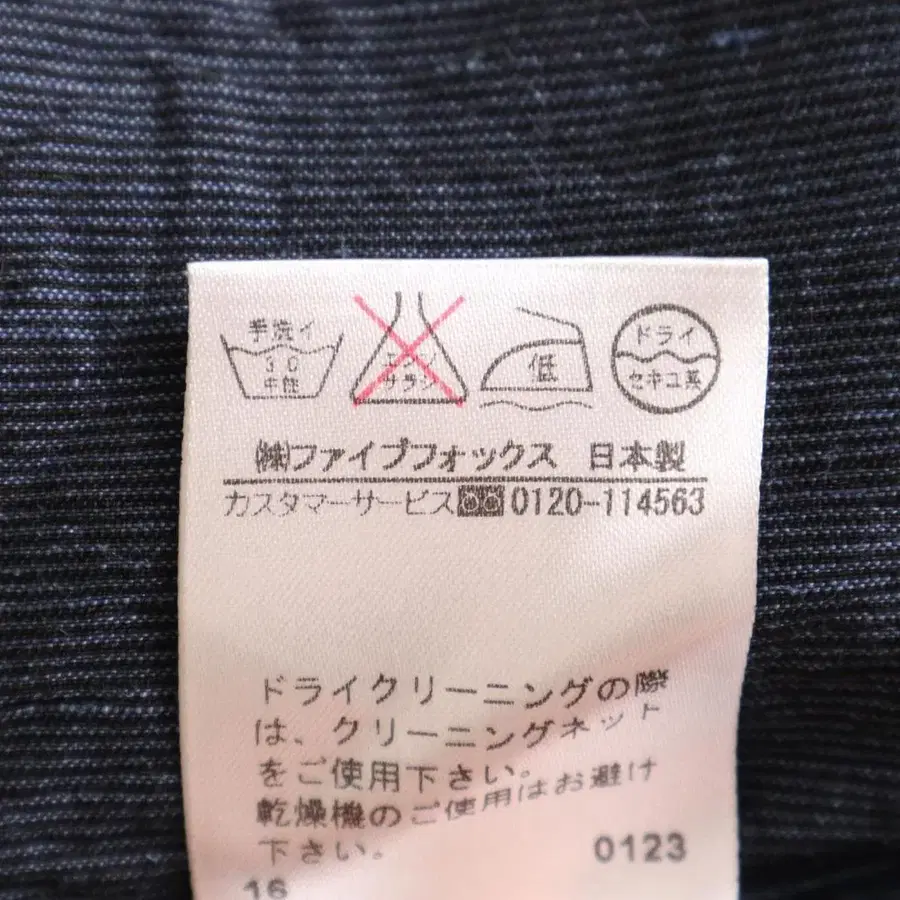 手洗イ
30
中性
エンソ
サラシ
低
ドライ
セキユ系
㈱ファイブフォックス 日本製
カスタマーサービス 0120-114563
ドライクリーニングの際
は、クリーニングネット
をご使用下さい。
乾燥機のご使用はお避け
下さい。 0123
16